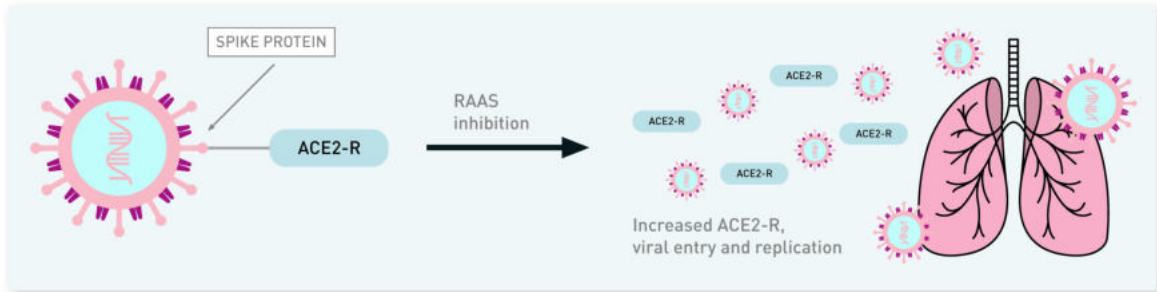 SPIKE PROTEIN
ACE2-R
RAAS
inhibition
ACE2-R
ACE2-R
ACE2-R
ACE2-R
Increased ACE2-R,
viral entry and replication